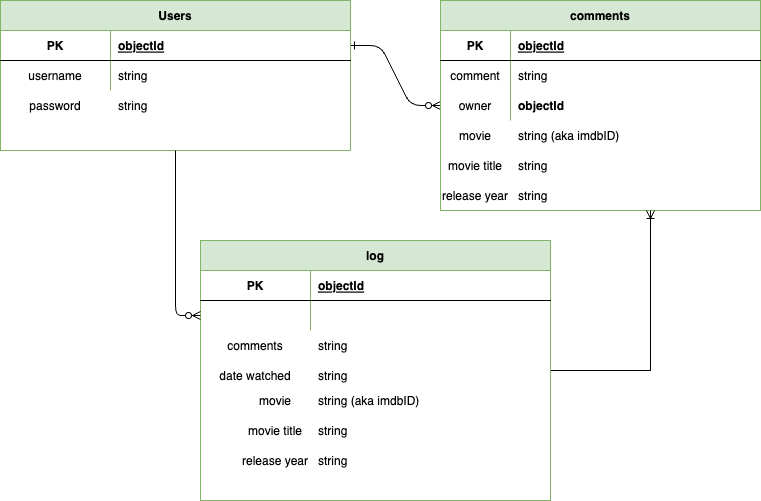 Users
PK objectId
username string
password string
comments
PK objectId
comment string
owner objectId
movie string (aka imdbID)
movie title string
release year string
log
PK objectId
comments string
date watched string
movie string (aka imdbID)
movie title string
release year string